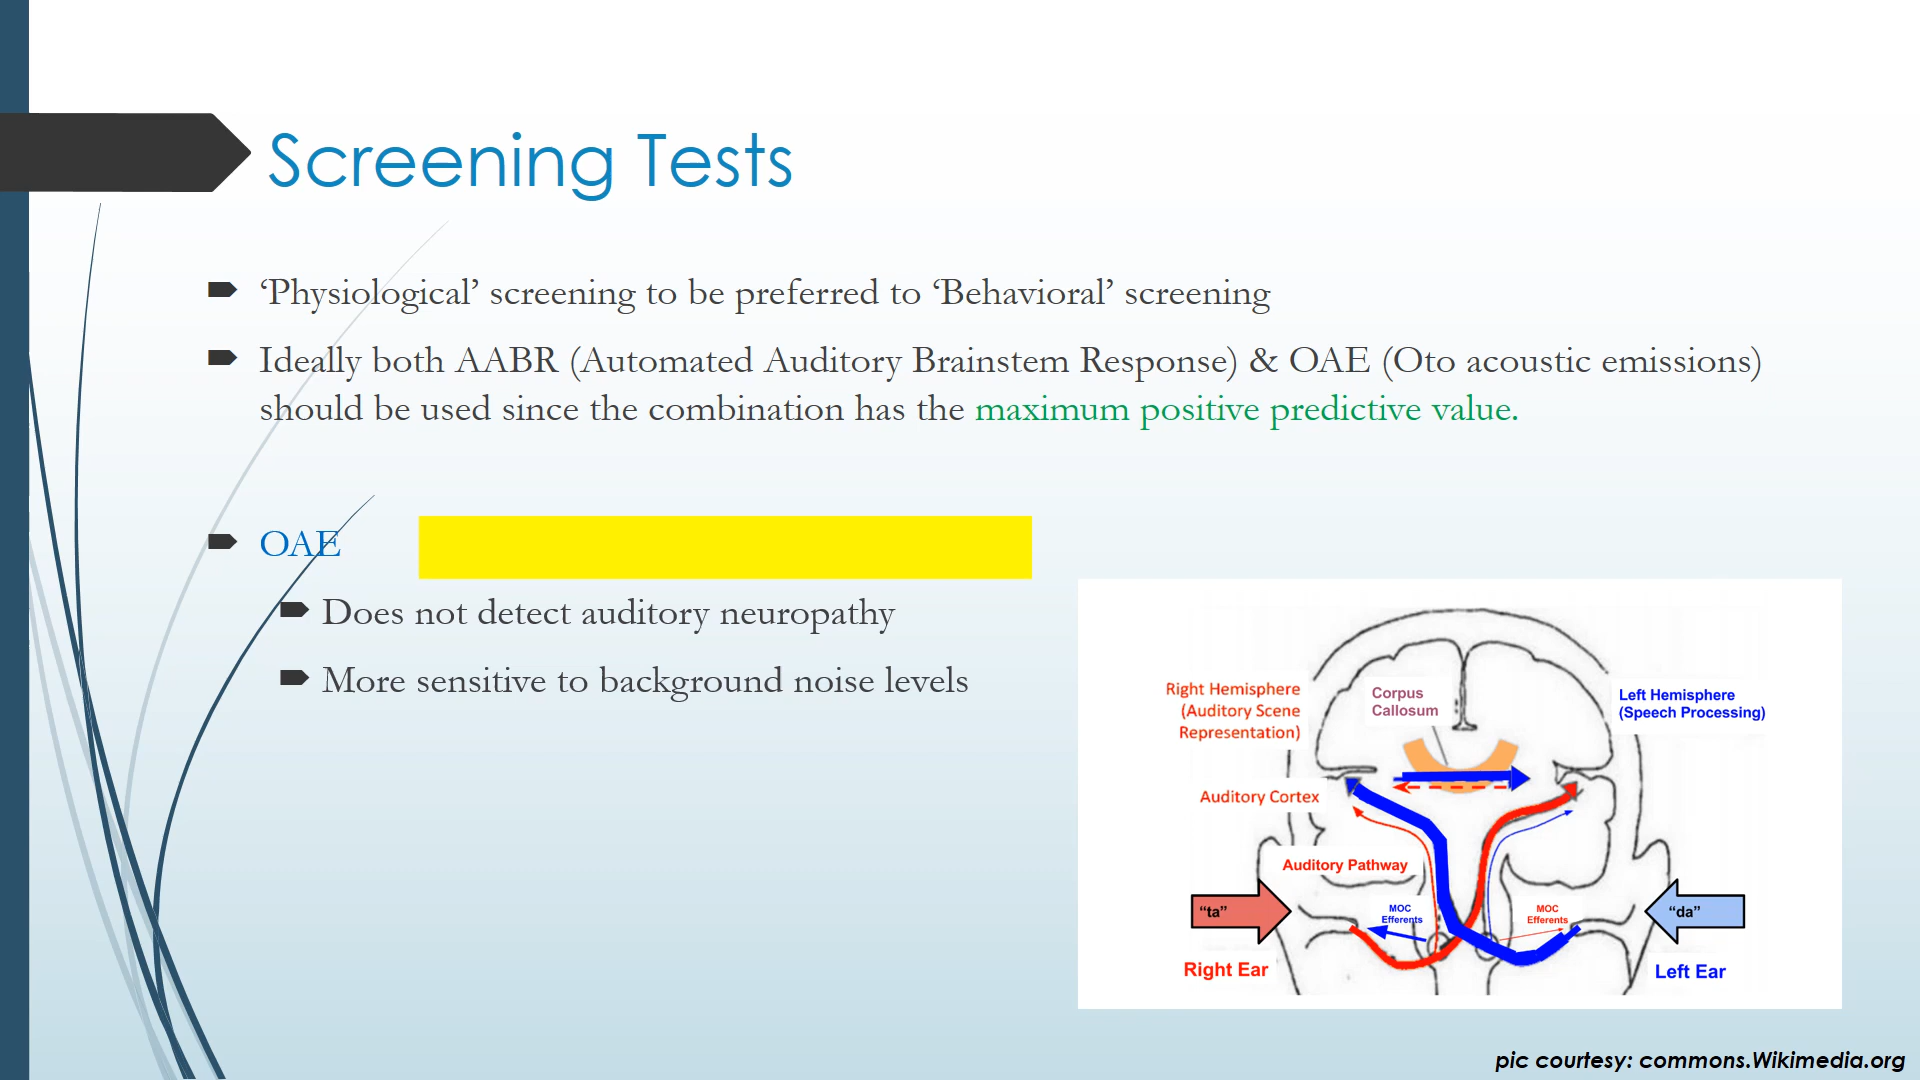 Screening Tests
‘Physiological’ screening to be preferred to ‘Behavioral’ screening
Ideally both AABR (Automated Auditory Brainstem Response) & OAE (Oto acoustic emissions)
should be used since the combination has the maximum positive predictive value.
OAE
Does not detect auditory neuropathy
More sensitive to background noise levels
Right Hemisphere
(Auditory Scene
Representation)
Corpus
Callosum
Left Hemisphere
(Speech Processing)
Auditory Cortex
Auditory Pathway
MOC
Efferents
MOC
Efferents
“ta”
“da”
Right Ear
Left Ear
pic courtesy: commons.Wikimedia.org